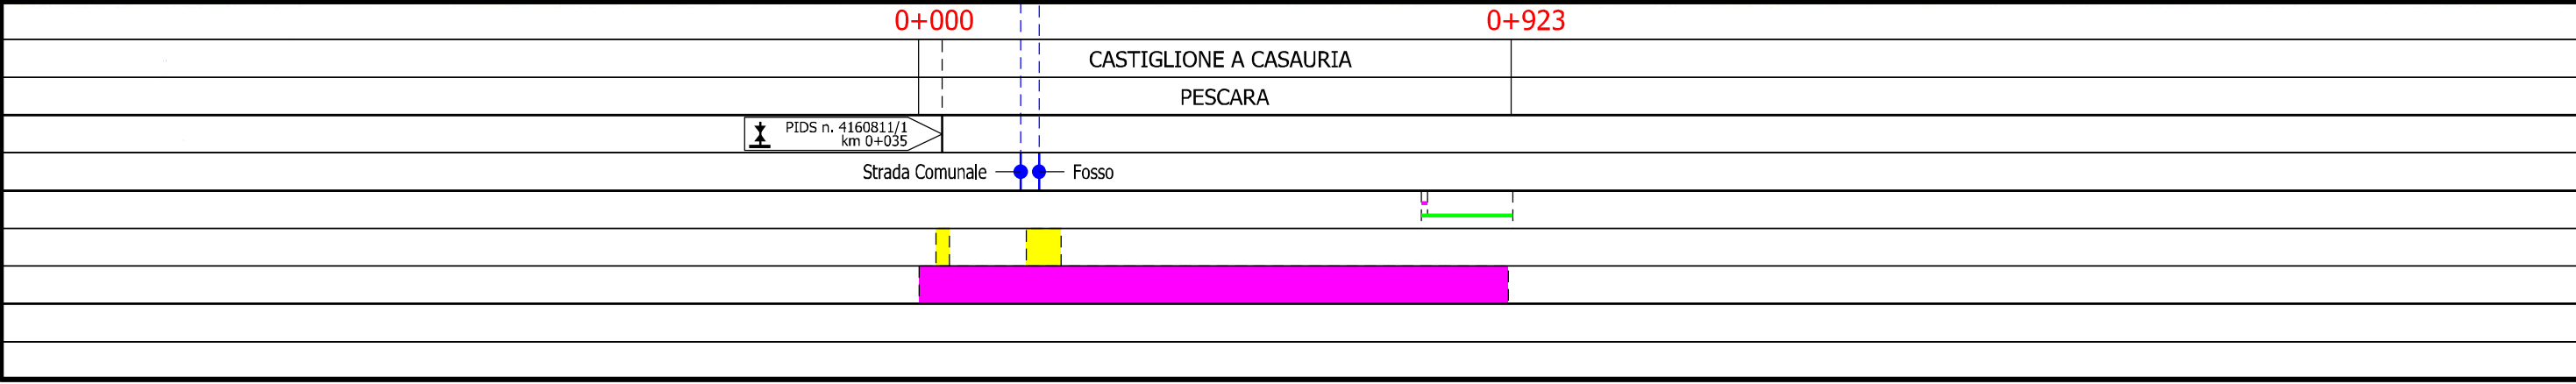 0+000 0+923
CASTIGLIONE A CASAURIA
PESCARA
PIDS n. 4160811/1
km 0+035
Strada Comunale Fosso